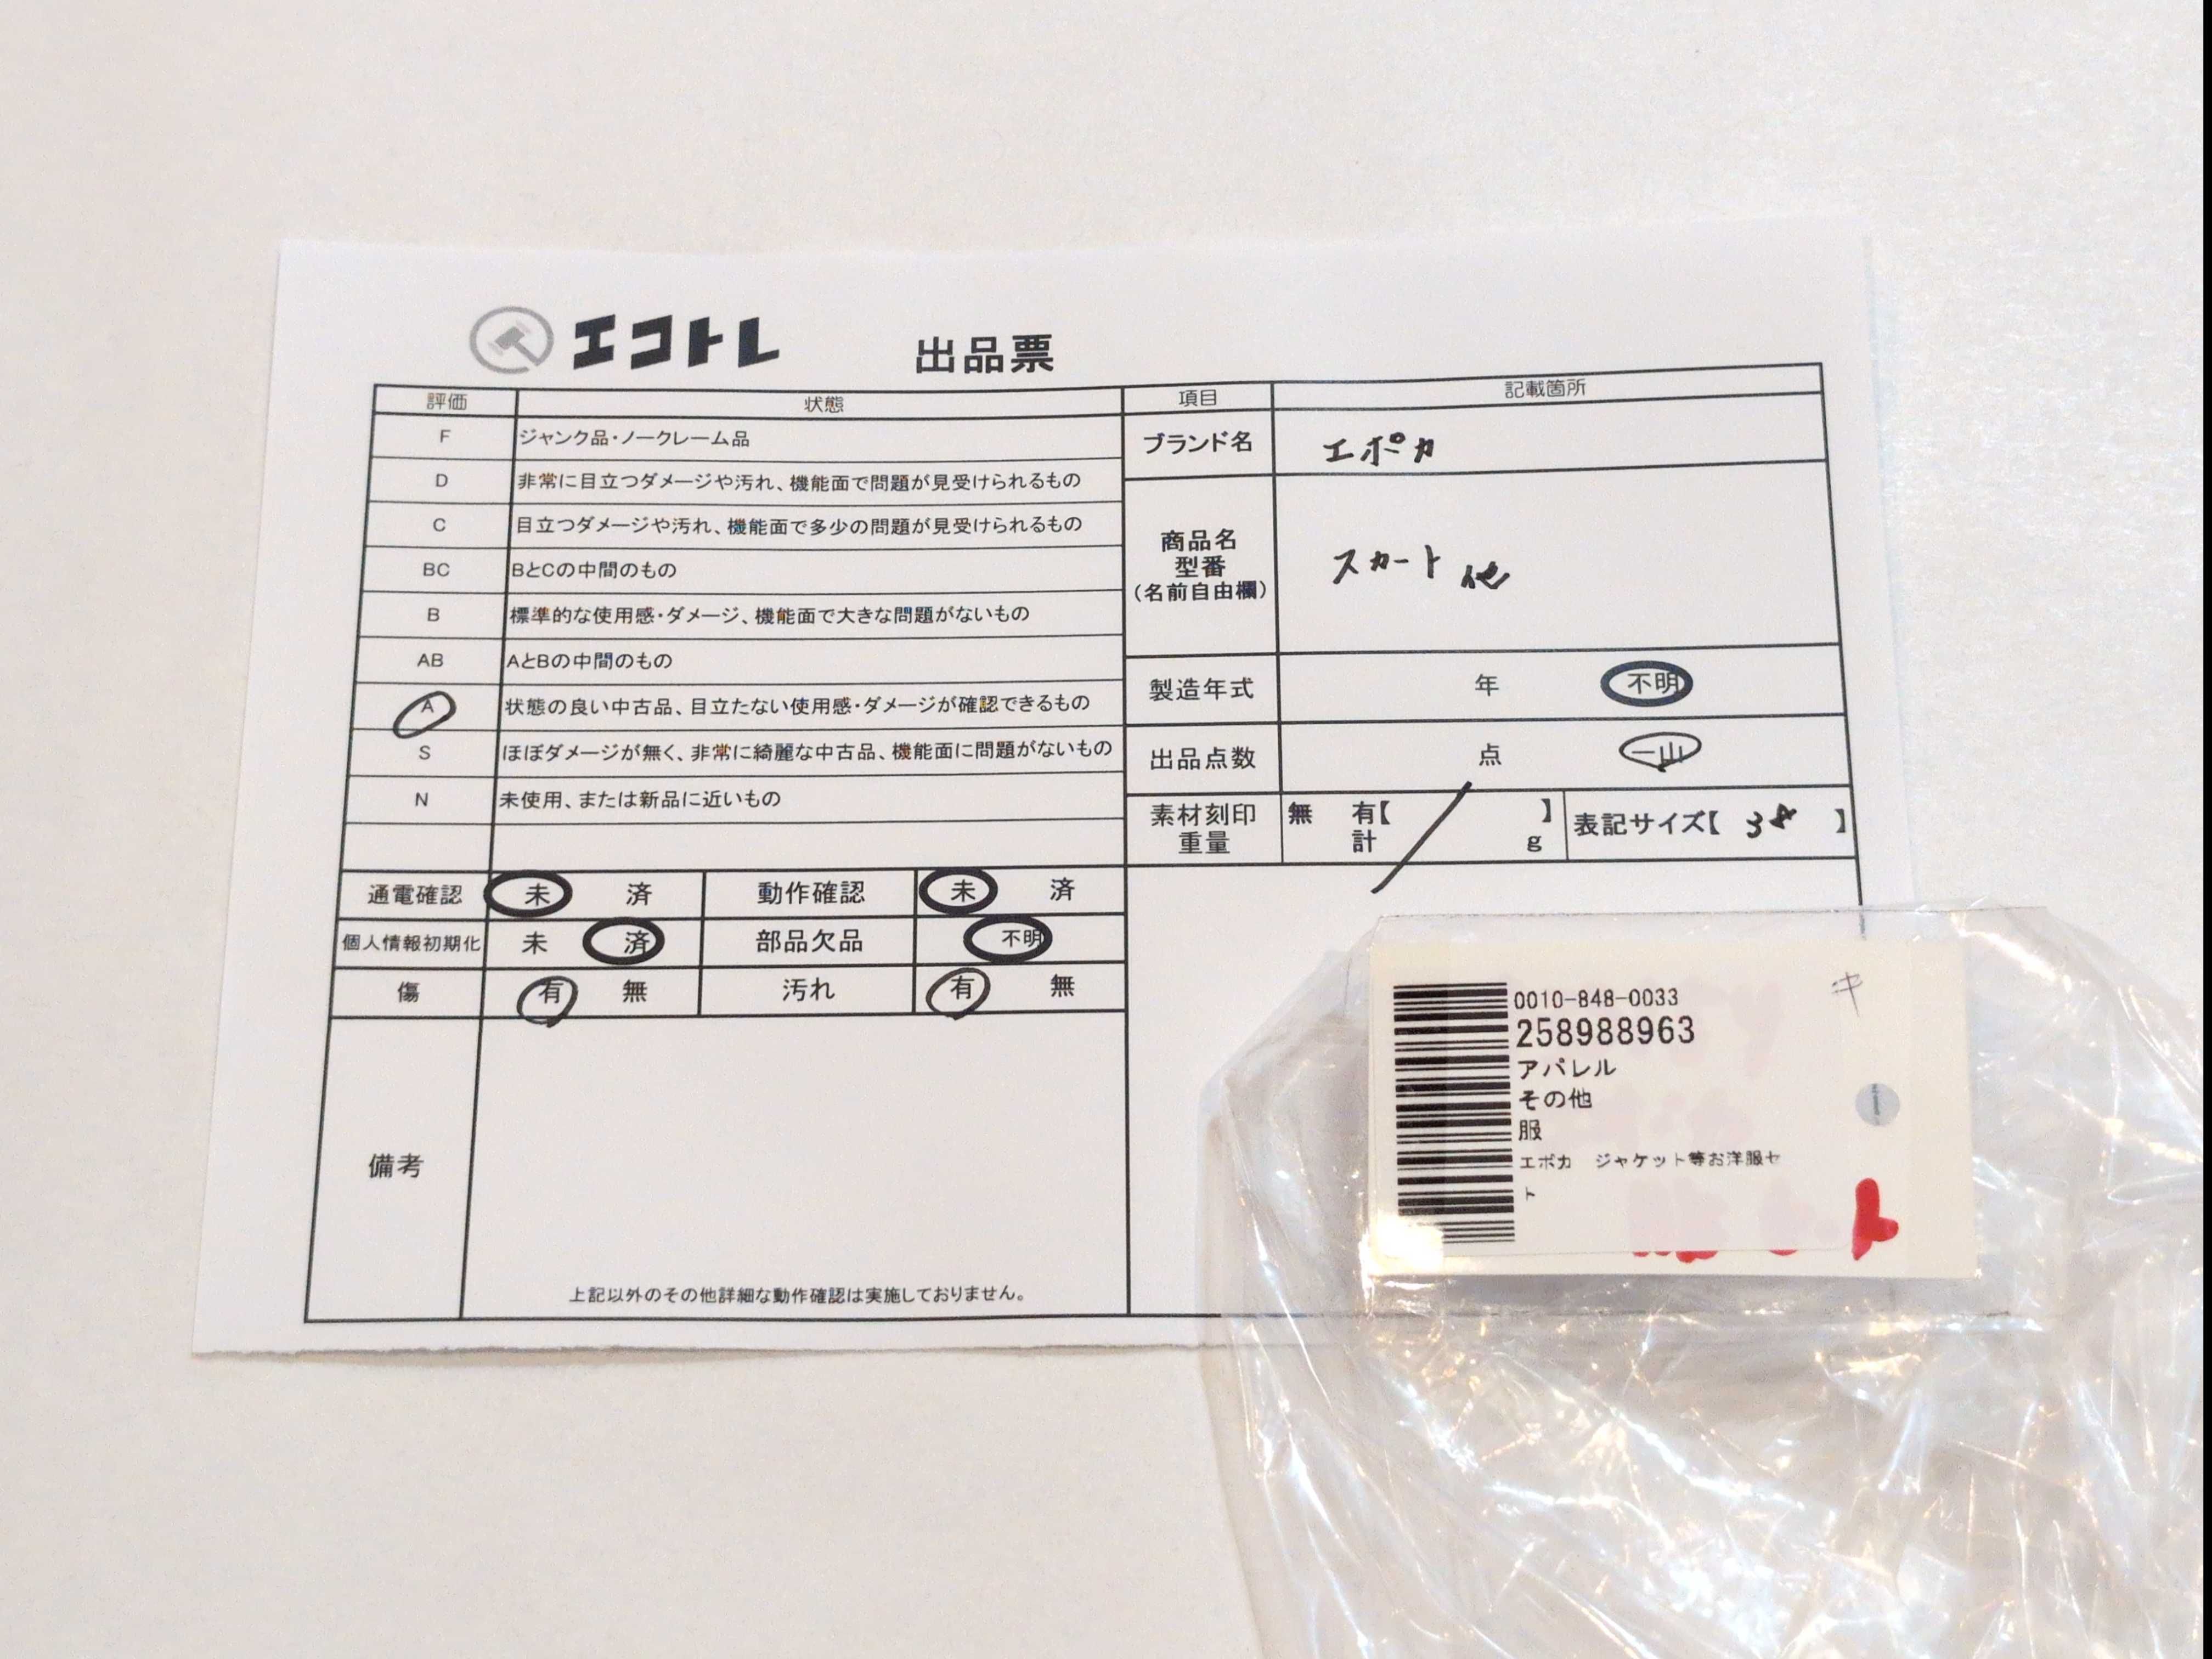 エコトレ 出品票
評価 状態
F ジャンク品・ノークレーム品
D 非常に目立つダメージや汚れ、機能面で問題が見受けられるもの
C 目立つダメージや汚れ、機能面で多少の問題が見受けられるもの
BC BとCの中間のもの
B 標準的な使用感・ダメージ、機能面で大きな問題がないもの
AB AとBの中間のもの
A 状態の良い中古品、目立たない使用感・ダメージが確認できるもの
S ほぼダメージが無く、非常に綺麗な中古品、機能面に問題がないもの
N 未使用、または新品に近いもの
通電確認 未 済 動作確認 未 済
個人情報初期化 未 済 部品欠品 不明
傷 有 無 汚れ 有 無
備考
上記以外のその他詳細な動作確認は実施しておりません。
項目 記載箇所
ブランド名 エポカ
商品名
型番
(名前自由欄)
スカート 他
製造年式 年 不明
出品点数 点 一山
素材刻印 無 有【 】
重量 計 g
表記サイズ【 】
0010-848-0033
258988963
アパレル
その他
服
エポカ ジャケット等お洋服セ
ト